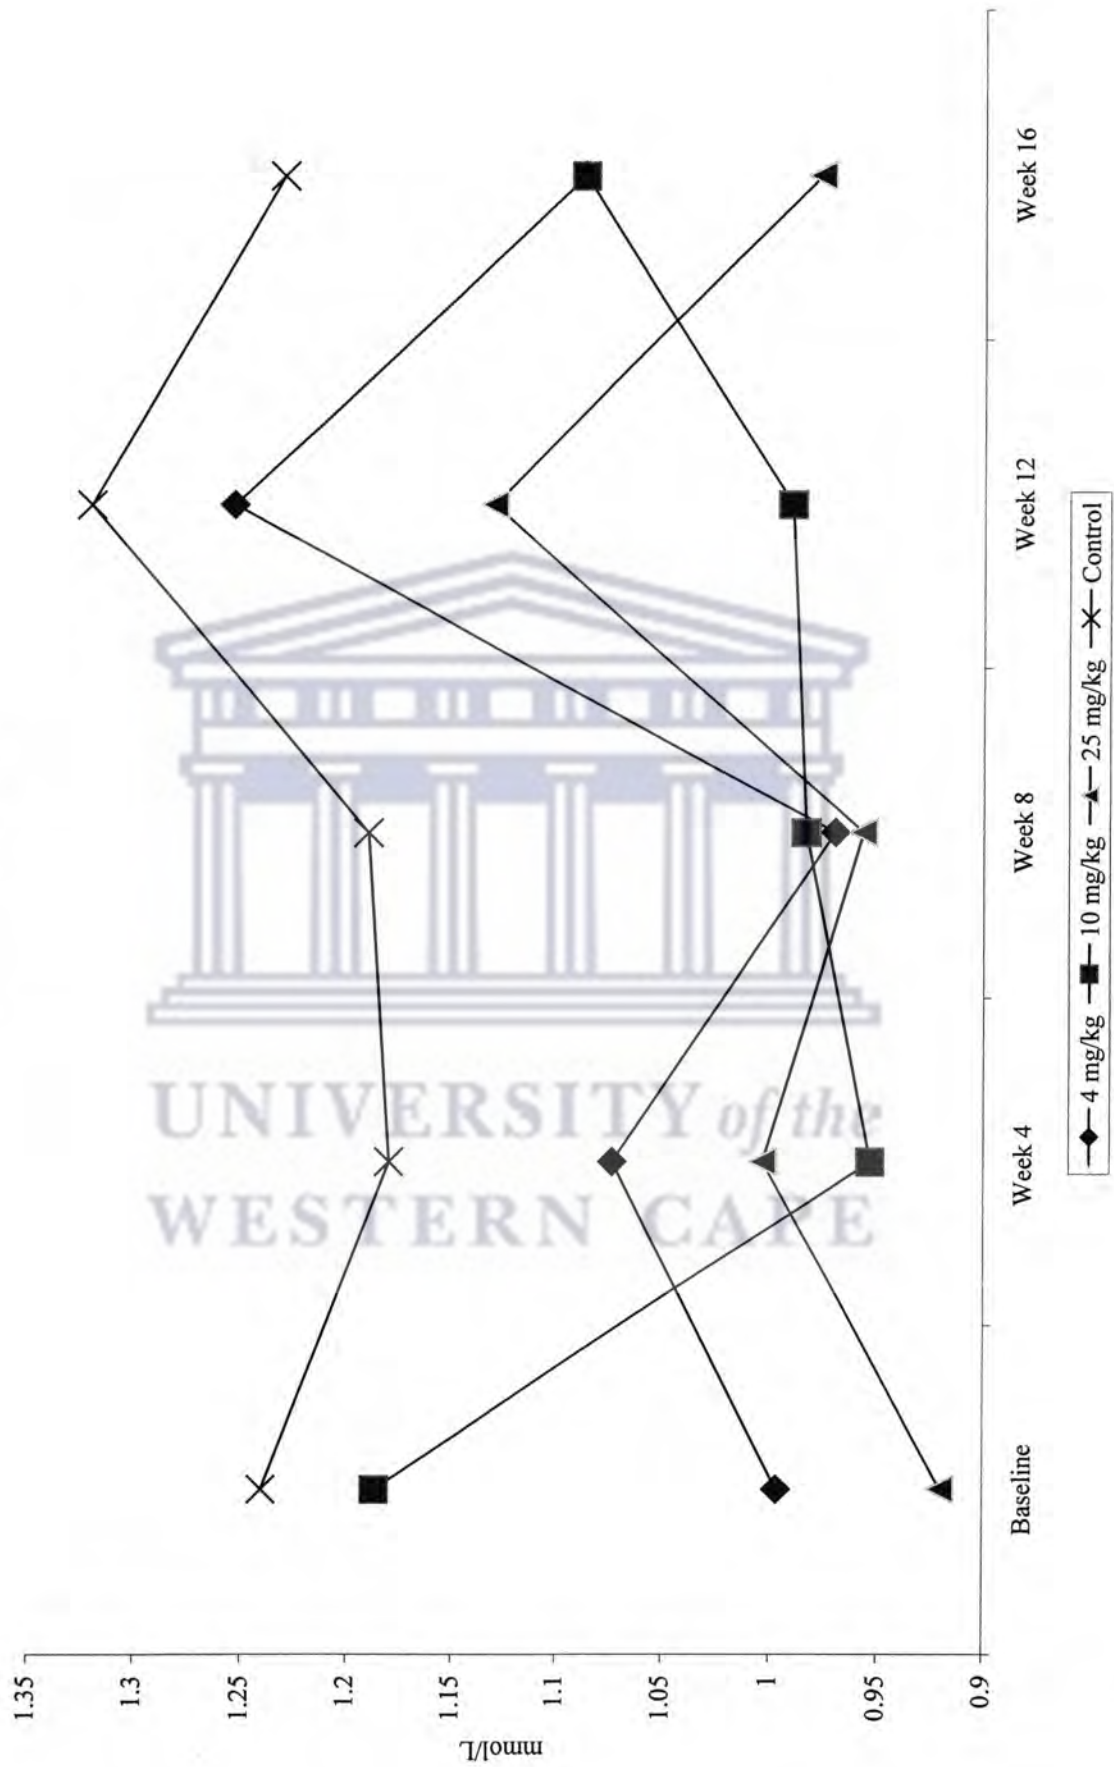 1.35
1.3
1.25
1.2
1.15
1.1
1.05
1
0.95
0.9
mmol/L
Baseline
Week 4
Week 8
Week 12
Week 16
4 mg/kg 10 mg/kg 25 mg/kg Control
UNIVERSITY of the
WESTERN CAPE